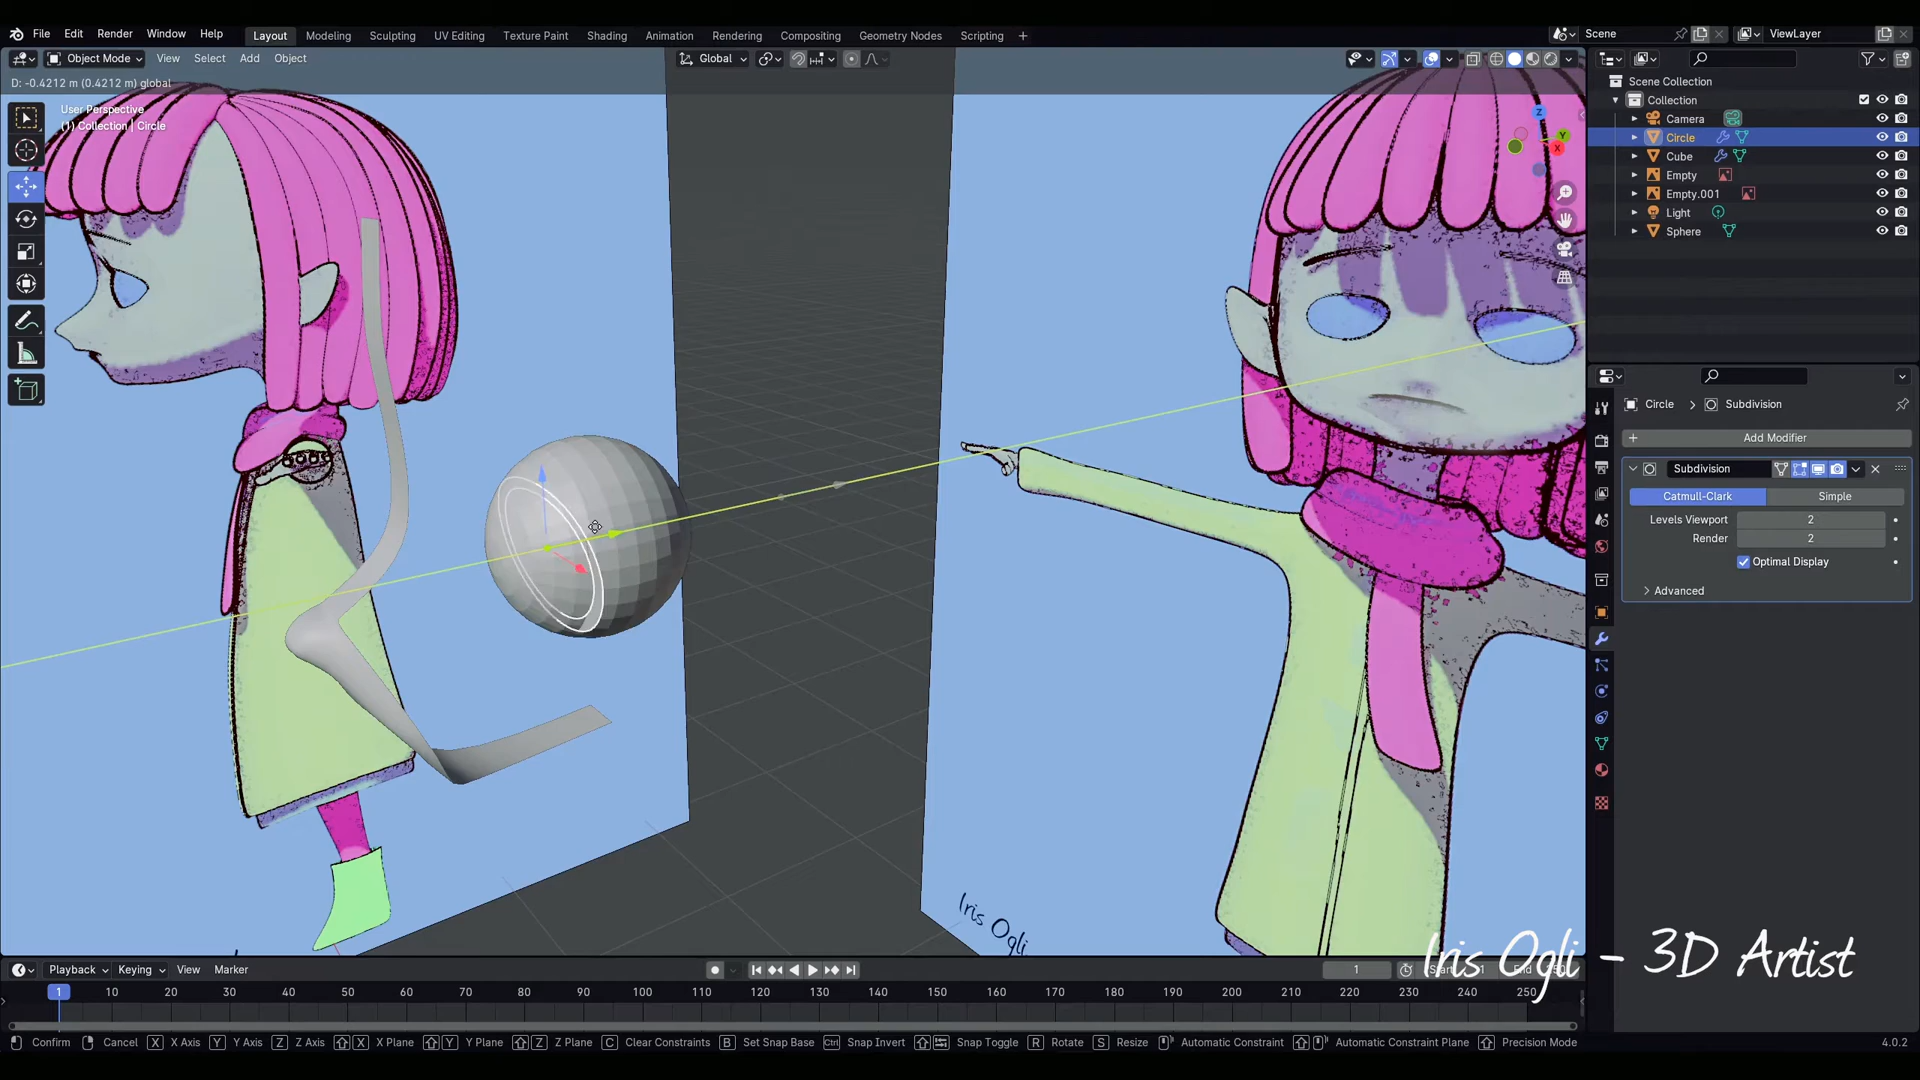 File Edit Render Window Help Layout Modeling Sculpting UV Editing Texture Paint Shading Animation Rendering Compositing Geometry Nodes Scripting + Scene ViewLayer
Object Mode View Select Add Object Global
D: -0.4212 m (0.4212 m) global
User Perspective
(1) Collection | Circle
Z
Y
X
Scene Collection
Collection
Camera
Circle
Cube
Empty
Empty.001
Light
Sphere
Circle > Subdivision
+ Add Modifier
Subdivision
Catmull-Clark Simple
Levels Viewport 2
Render 2
Optimal Display
Advanced
Iris Ogli
Iris Ogli - 3D Artist
Playback Keying View Marker 1 Start 1 End
1 10 20 30 40 50 60 70 80 90 100 110 120 130 140 150 160 170 180 190 200 210 220 230 240 250
Confirm Cancel X X Axis Y Y Axis Z Z Axis X X Plane Y Y Plane Z Z Plane C Clear Constraints B Set Snap Base Ctrl Snap Invert Snap Toggle R Rotate S Resize Automatic Constraint Automatic Constraint Plane Precision Mode 4.0.2